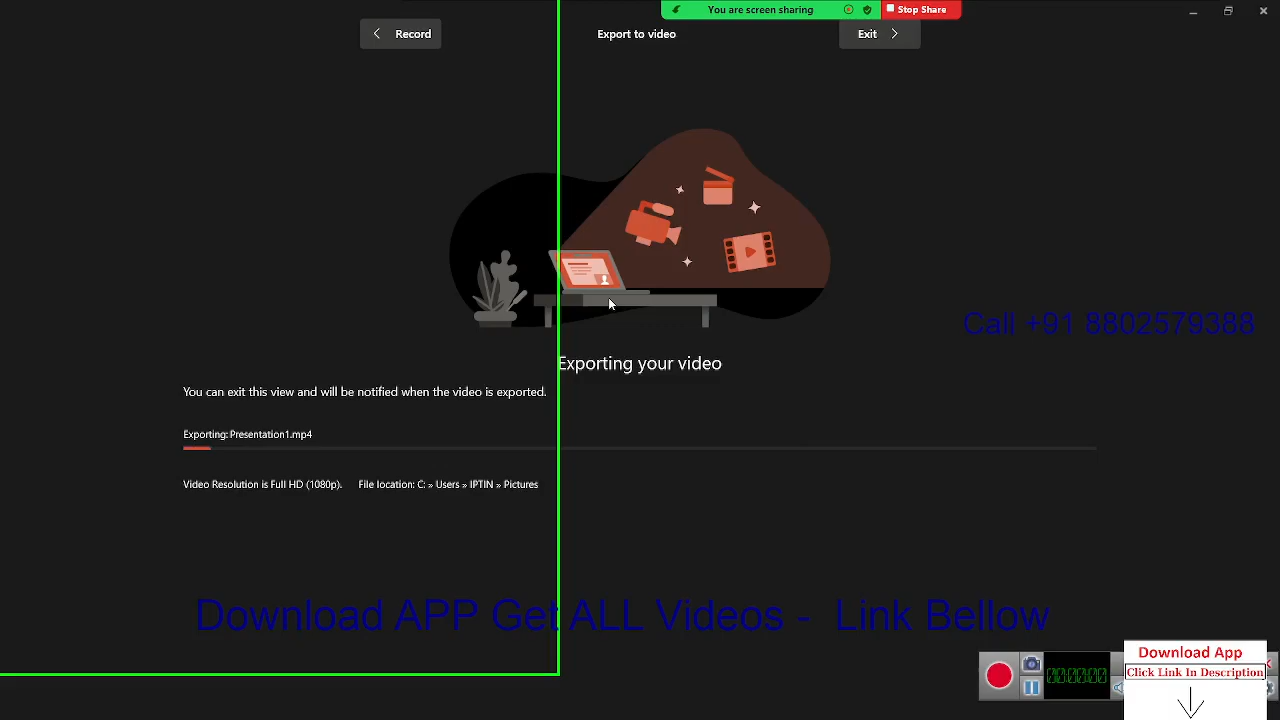 You are screen sharing
Stop Share
Record
Export to video
Exit
Call +91 8802579388
Exporting your video
You can exit this view and will be notified when the video is exported.
Exporting: Presentation1.mp4
Video Resolution is Full HD (1080p). File location: C: » Users » IPTIN » Pictures
Download APP Get ALL Videos - Link Bellow
00:00:00
Download App
Click Link In Description